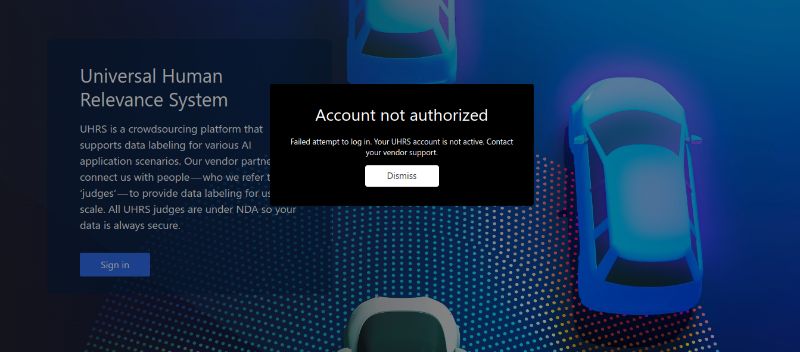 Universal Human
Relevance System
UHRS is a crowdsourcing platform that
supports data labeling for various AI
application scenarios. Our vendor partne
connect us with people—who we refer t
'judges'—to provide data labeling for us
scale. All UHRS judges are under NDA so your
data is always secure.
Sign in
Account not authorized
Failed attempt to log in. Your UHRS account is not active. Contact
your vendor support.
Dismiss